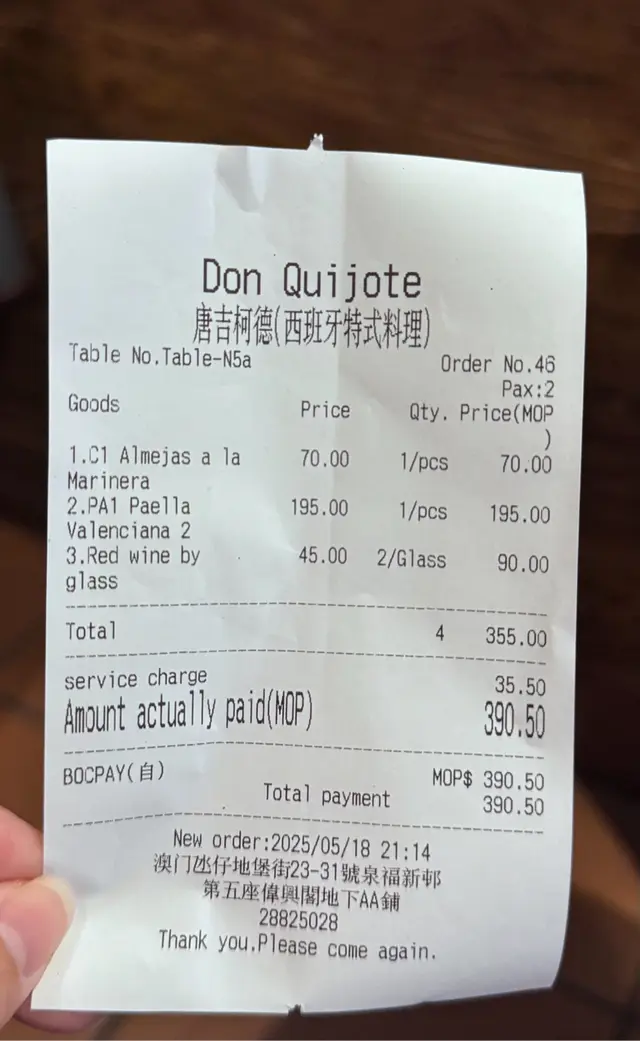 Don Quijote
唐吉柯德(西班牙特式料理)
Table No.Table-N5a Order No.46
Pax:2
Goods Price Qty. Price(MOP
)
1.C1 Almejas a la 70.00 1/pcs 70.00
Marinera
2.PA1 Paella 195.00 1/pcs 195.00
Valenciana 2
3.Red wine by 45.00 2/Glass 90.00
glass
Total 4 355.00
service charge 35.50
Amount actually paid(MOP) 390.50
BOCPAY(自) MOP$ 390.50
Total payment 390.50
New order:2025/05/18 21:14
澳门氹仔地堡街23-31號泉福新邨
第五座偉興閣地下AA鋪
28825028
Thank you.Please come again.